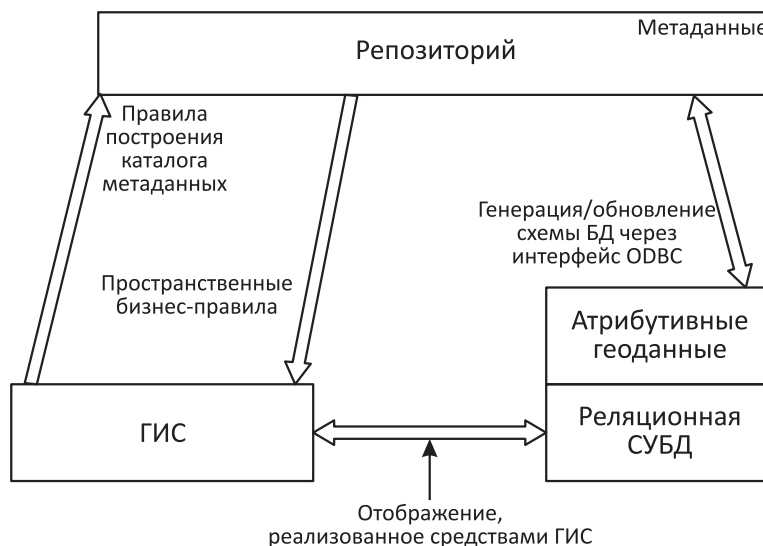 Метаданные
Репозиторий
Правила
построения
каталога
метаданных
Генерация/обновление
схемы БД через
интерфейс ODBC
Пространственные
бизнес-правила
Атрибутивные
геоданные
ГИС
Реляционная
СУБД
Отображение,
реализованное средствами ГИС